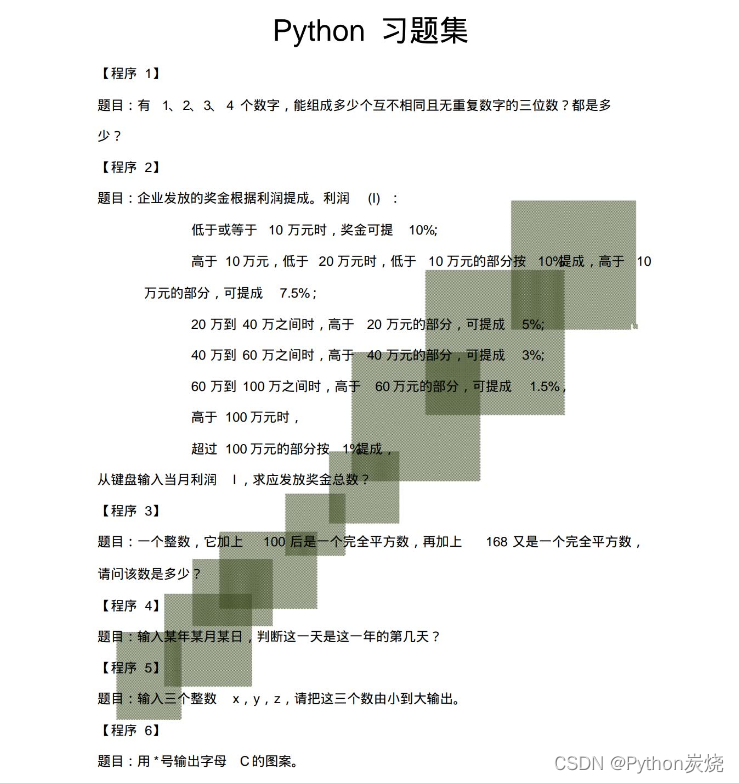 Python 习题集
【程序 1】
题目：有 1、2、3、 4 个数字，能组成多少个互不相同且无重复数字的三位数？都是多
少？
【程序 2】
题目：企业发放的奖金根据利润提成。利润 (I) ：
低于或等于 10 万元时，奖金可提 10%;
高于 10 万元，低于 20 万元时，低于 10 万元的部分按 10%提成，高于 10
万元的部分，可提成 7.5%；
20 万到 40 万之间时，高于 20 万元的部分，可提成 5%;
40 万到 60 万之间时，高于 40 万元的部分，可提成 3%;
60 万到 100 万之间时，高于 60 万元的部分，可提成 1.5%，
高于 100 万元时，
超过 100 万元的部分按 1%提成，
从键盘输入当月利润 I ，求应发放奖金总数？
【程序 3】
题目：一个整数，它加上 100 后是一个完全平方数，再加上 168 又是一个完全平方数，
请问该数是多少？
【程序 4】
题目：输入某年某月某日，判断这一天是这一年的第几天？
【程序 5】
题目：输入三个整数 x，y，z，请把这三个数由小到大输出。
【程序 6】
题目：用 * 号输出字母 C 的图案。
CSDN @Python炭烧